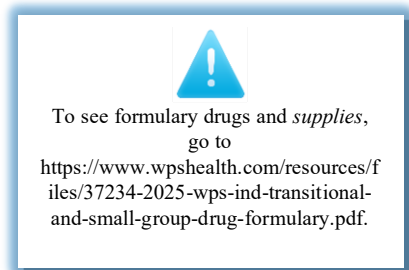 To see formulary drugs and supplies,
go to
https://www.wpshealth.com/resources/f
iles/37234-2025-wps-ind-transitional-
and-small-group-drug-formulary.pdf.